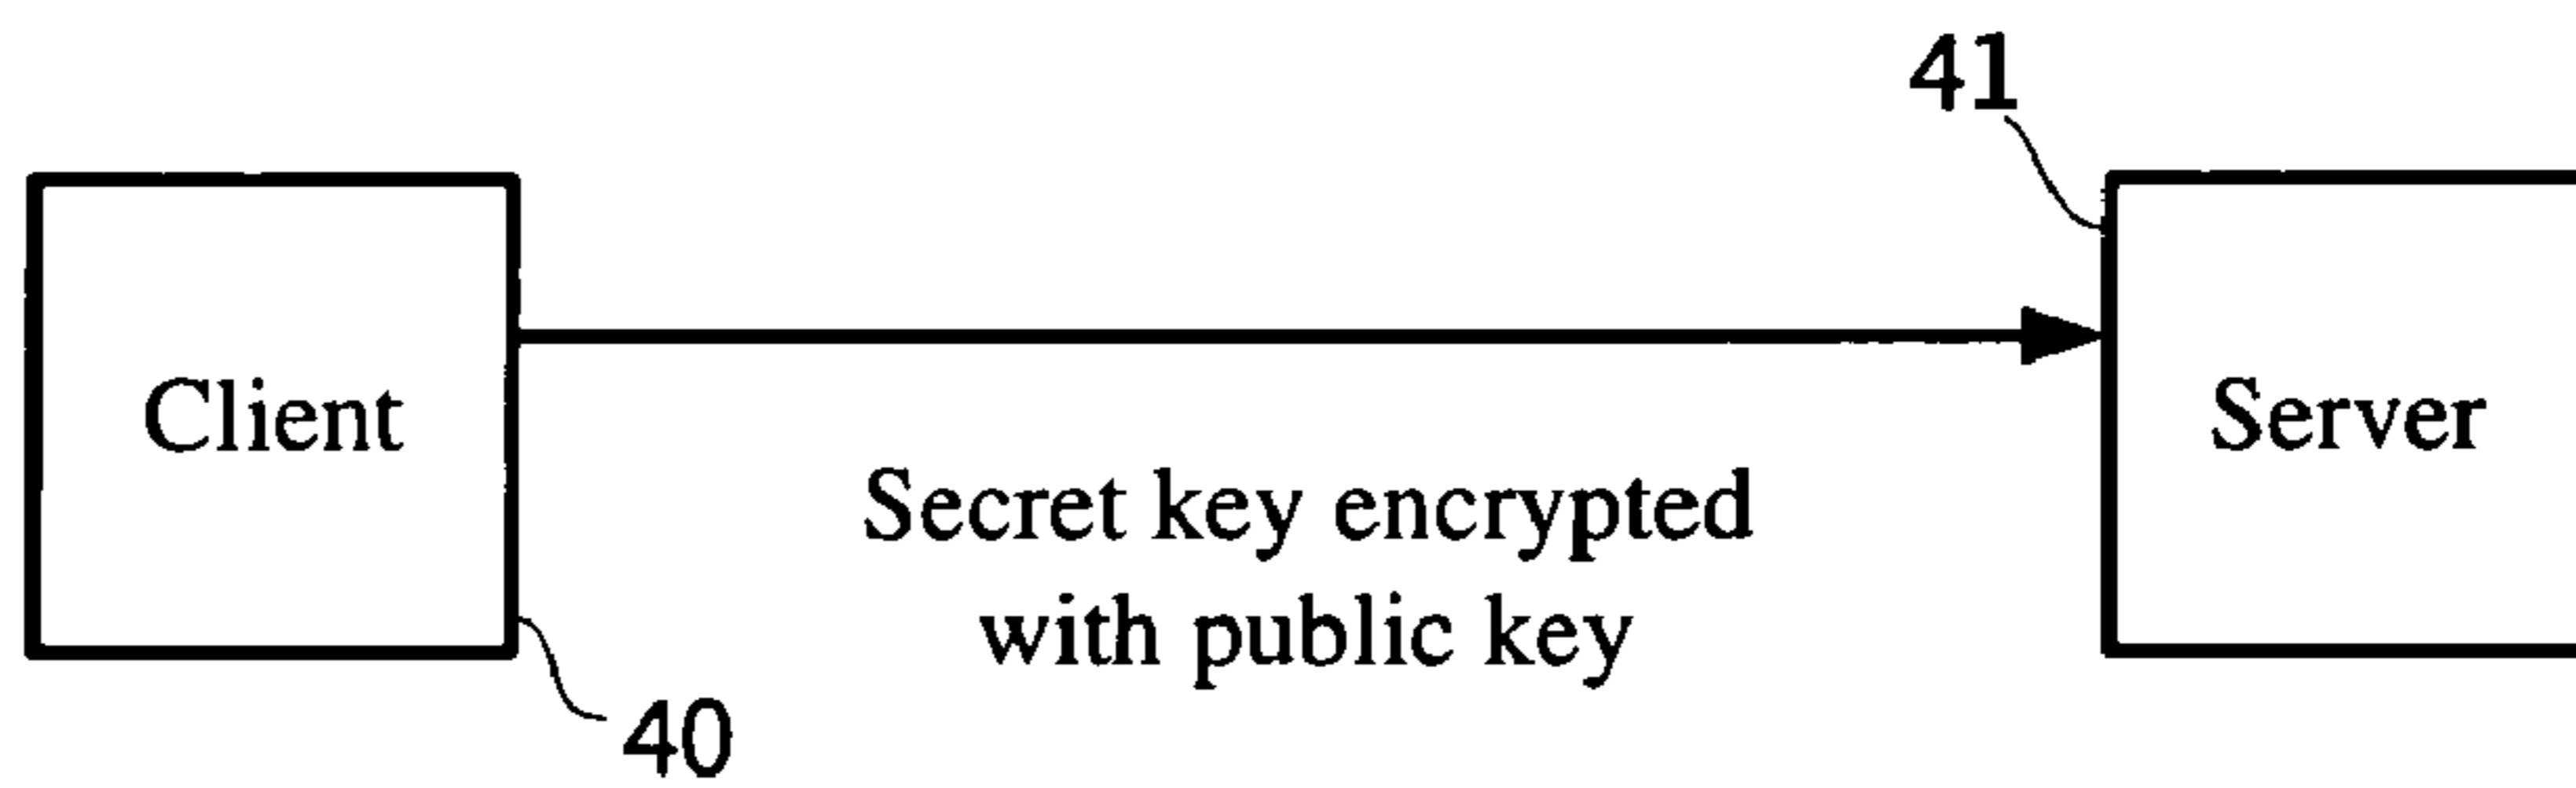 41
Client
Server
Secret key encrypted
with public key
40